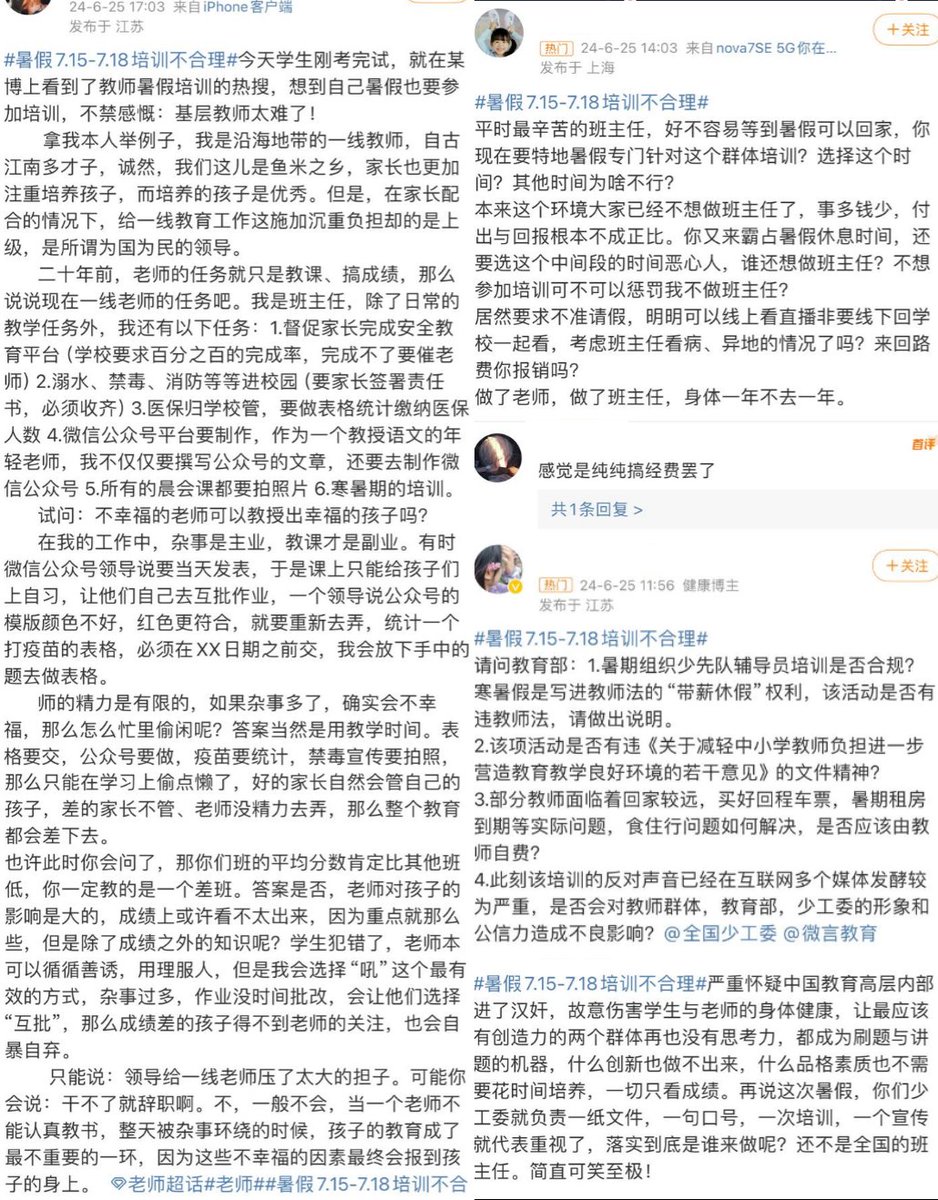 24-6-25 17:03 来自iPhone客户端
发布于 江苏
#暑假7.15-7.18培训不合理#今天学生刚考完试，就在某
博上看到了教师暑假培训的热搜，想到自己暑假也要参
加培训，不禁感慨：基层教师太难了！
拿我本人举例子，我是沿海地带的一线教师，自古
江南多才子，诚然，我们这儿是鱼米之乡，家长也更加
注重培养孩子，而培养的孩子是优秀。但是，在家长配
合的情况下，给一线教育工作这施加沉重负担却的是上
级，是所谓为国为民的领导。
二十年前，老师的任务就只是教课、搞成绩，那么
说说现在一线老师的任务吧。我是班主任，除了日常的
教学任务外，我还有以下任务：1.督促家长完成安全教
育平台（学校要求百分之百的完成率，完成不了要催老
师）2.溺水、禁毒、消防等等进校园（要家长签署责任
书，必须收齐）3.医保归学校管，要做表格统计缴纳医保
人数 4.微信公众号平台要制作，作为一个教授语文的年
轻老师，我不仅仅要撰写公众号的文章，还要去制作微
信公众号 5.所有的晨会课都要拍照片 6.寒暑期的培训。
试问：不幸福的老师可以教授出幸福的孩子吗？
在我的工作中，杂事是主业，教课才是副业。有时
微信公众号领导说要当天发表，于是课上只能给孩子们
上自习，让他们自己去互批作业，一个领导说公众号的
模版颜色不好，红色更符合，就要重新去弄，统计一个
打疫苗的表格，必须在XX日期之前交，我会放下手中的
题去做表格。
师的精力是有限的，如果杂事多了，确实会不幸
福，那么怎么忙里偷闲呢？答案当然是用教学时间。表
格要交，公众号要做，疫苗要统计，禁毒宣传要拍照，
那么只能在学习上偷点懒了，好的家长自然会管自己的
孩子，差的家长不管、老师没精力去弄，那么整个教育
都会差下去。
也许此时你会问了，那你们班的平均分数肯定比其他班
低，你一定教的是一个差班。答案是否，老师对孩子的
影响是大的，成绩上或许看不太出来，因为重点就那么
些，但是除了成绩之外的知识呢？学生犯错了，老师本
可以循循善诱，用理服人，但是我会选择“吼”这个最有
效的方式，杂事过多，作业没时间批改，会让他们选择
“互批”，那么成绩差的孩子得不到老师的关注，也会自
暴自弃。
只能说：领导给一线老师压了太大的担子。可能你
会说：干不了就辞职啊。不，一般不会，当一个老师不
能认真教书，整天被杂事环绕的时候，孩子的教育成了
最不重要的一环，因为这些不幸福的因素最终会报到孩
子的身上。 老师超话#老师##暑假7.15-7.18培训不合
+关注
热门 24-6-25 14:03 来自nova7SE 5G你在...
发布于 上海
#暑假7.15-7.18培训不合理#
平时最辛苦的班主任，好不容易等到暑假可以回家，你
现在要特地暑假专门针对这个群体培训？选择这个时
间？其他时间为啥不行？
本来这个环境大家已经不想做班主任了，事多钱少，付
出与回报根本不成正比。你又来霸占暑假休息时间，还
要选这个中间段的时间恶心人，谁还想做班主任？不想
参加培训可不可以惩罚我不做班主任？
居然要求不准请假，明明可以线上看直播非要线下回学
校一起看，考虑班主任看病、异地的情况了吗？来回路
费你报销吗？
做了老师，做了班主任，身体一年不去一年。
首评
感觉是纯纯搞经费罢了
共1条回复 >
+关注
热门 24-6-25 11:56 健康博主
发布于 江苏
#暑假7.15-7.18培训不合理#
请问教育部：1.暑期组织少先队辅导员培训是否合规？
寒暑假是写进教师法的“带薪休假”权利，该活动是否有
违教师法，请做出说明。
2.该项活动是否有违《关于减轻中小学教师负担进一步
营造教育教学良好环境的若干意见》的文件精神？
3.部分教师面临着回家较远，买好回程车票，暑期租房
到期等实际问题，食住行问题如何解决，是否应该由教
师自费？
4.此刻该培训的反对声音已经在互联网多个媒体发酵较
为严重，是否会对教师群体，教育部，少工委的形象和
公信力造成不良影响？@全国少工委 @微言教育
#暑假7.15-7.18培训不合理#严重怀疑中国教育高层内部
进了汉奸，故意伤害学生与老师的身体健康，让最应该
有创造力的两个群体再也没有思考力，都成为刷题与讲
题的机器，什么创新也做不出来，什么品格素质也不需
要花时间培养，一切只看成绩。再说这次暑假，你们少
工委就负责一纸文件，一句口号，一次培训，一个宣传
就代表重视了，落实到底是谁来做呢？还不是全国的班
主任。简直可笑至极！